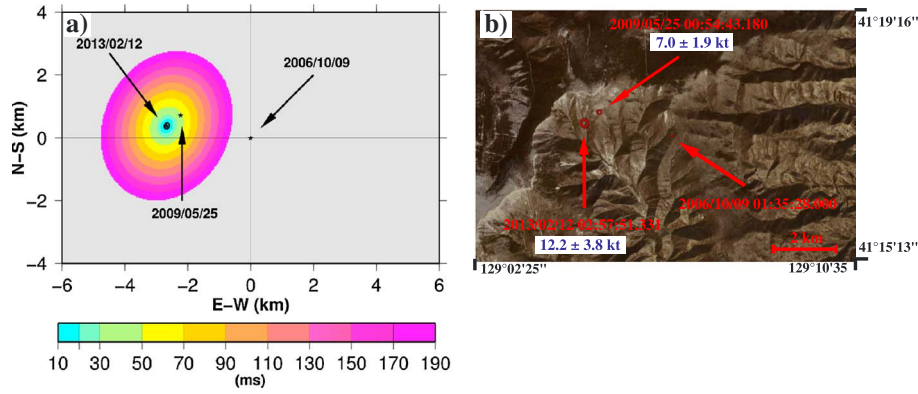 a)
4
2
0
−2
−4
N−S (km)
2013/02/12
2006/10/09
2009/05/25
−6 −4 −2 0 2 4 6
E−W (km)
10 30 50 70 90 110 130 150 170 190
(ms)
b)
2009/05/25 00:54:43.180
7.0 ± 1.9 kt
2006/10/09 01:35:28.000
2013/02/12 02:57:51.331
12.2 ± 3.8 kt
2 km
41°19'16"
41°15'13"
129°02'25"
129°10'35